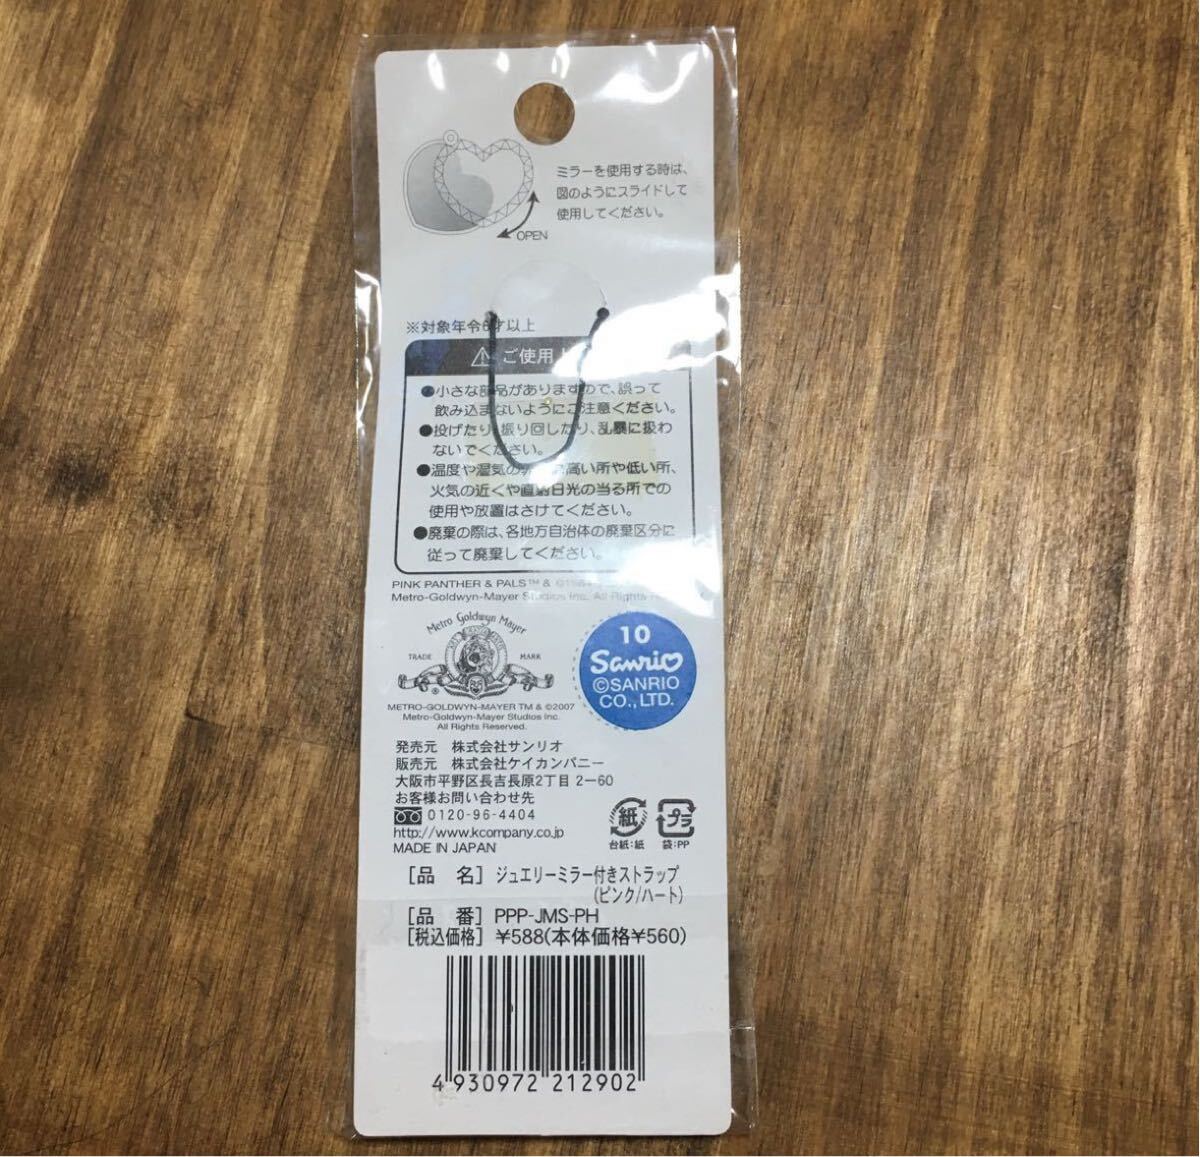 ミラーを使用する時は、
図のようにスライドして
使用してください。
OPEN
※対象年令6才以上
ご使用
●小さな部品がありますので、誤って
飲み込まないようにご注意ください。
●投げたり、振り回したり、乱暴に扱わ
ないでください。
●温度や湿気の 高い所や低い所、
火気の近くや直射日光の当る所での
使用や放置はさけてください。
●廃棄の際は、各地方自治体の廃棄区分に
従って廃棄してください。
PINK PANTHER & PALS™ &
Metro-Goldwyn-Mayer Studios Inc. All Rights
Metro Goldwyn Mayer
TRADE MARK
®
METRO-GOLDWYN-MAYER TM & ©2007
Metro-Goldwyn-Mayer Studios Inc.
All Rights Reserved.
10
Sanrio
©SANRIO
CO.,LTD.
発売元 株式会社サンリオ
販売元 株式会社ケイカンパニー
大阪市平野区長吉長原2丁目 2-60
お客様お問い合わせ先
0120-96-4404
http://www.kcompany.co.jp
MADE IN JAPAN
紙
台紙:紙
プラ
袋:PP
[品 名] ジュエリーミラー付きストラップ
(ピンク/ハート)
[品 番] PPP-JMS-PH
[税込価格] ¥588(本体価格¥560)
4 930972 212902